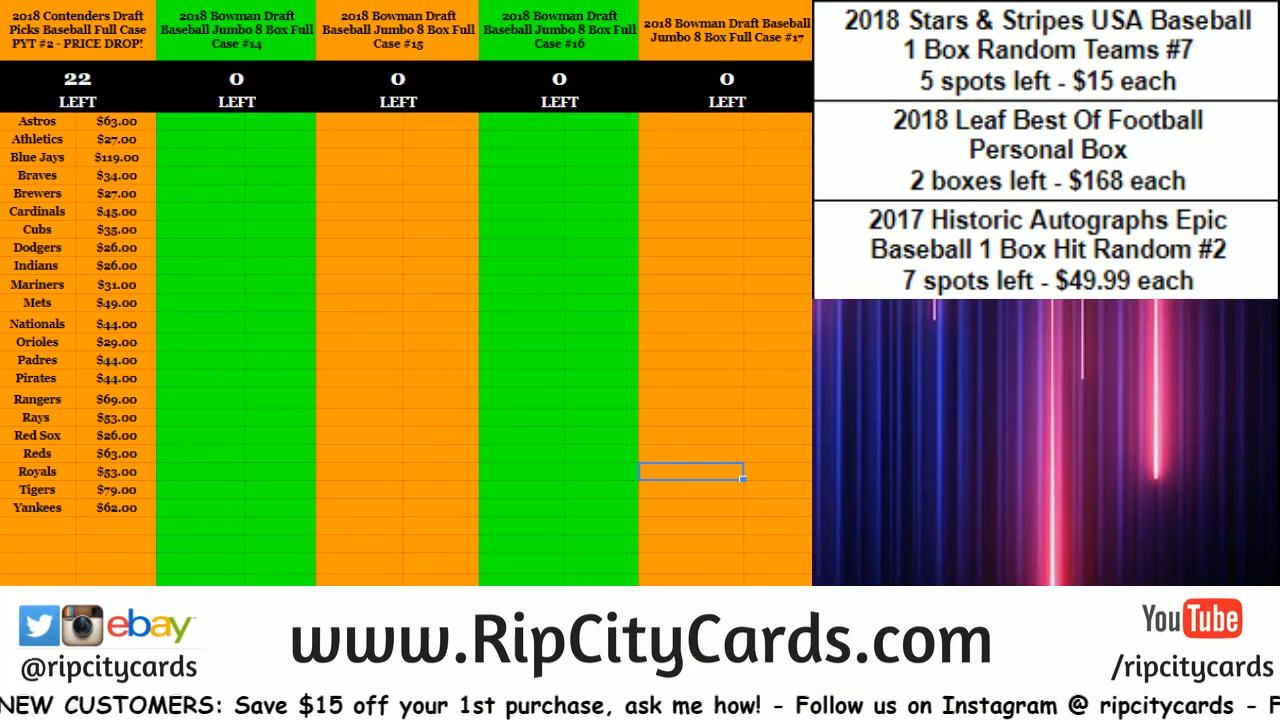 2018 Contenders Draft
Picks Baseball Full Case
PYT #2 - PRICE DROP!
22
LEFT
Astros $63.00
Athletics $27.00
Blue Jays $119.00
Braves $34.00
Brewers $27.00
Cardinals $45.00
Cubs $35.00
Dodgers $26.00
Indians $26.00
Mariners $31.00
Mets $49.00
Nationals $44.00
Orioles $29.00
Padres $44.00
Pirates $44.00
Rangers $69.00
Rays $53.00
Red Sox $26.00
Reds $63.00
Royals $53.00
Tigers $79.00
Yankees $62.00
2018 Bowman Draft
Baseball Jumbo 8 Box Full
Case #14
0
LEFT
2018 Bowman Draft
Baseball Jumbo 8 Box Full
Case #15
0
LEFT
2018 Bowman Draft
Baseball Jumbo 8 Box Full
Case #16
0
LEFT
2018 Bowman Draft Baseball
Jumbo 8 Box Full Case #17
0
LEFT
2018 Stars & Stripes USA Baseball
1 Box Random Teams #7
5 spots left - $15 each
2018 Leaf Best Of Football
Personal Box
2 boxes left - $168 each
2017 Historic Autographs Epic
Baseball 1 Box Hit Random #2
7 spots left - $49.99 each
ebay
@ripcitycards
www.RipCityCards.com
YouTube
/ripcitycards
NEW CUSTOMERS: Save $15 off your 1st purchase, ask me how! - Follow us on Instagram @ ripcitycards - F